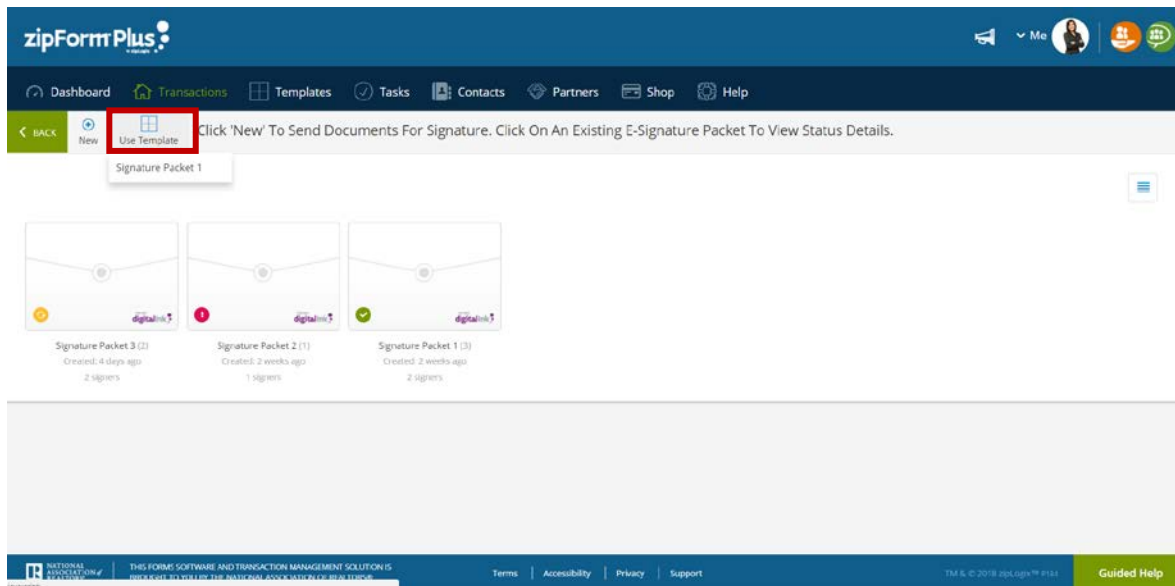 zipForm Plus
Me
Dashboard Transactions Templates Tasks Contacts Partners Shop Help
BACK New Use Template Click 'New' To Send Documents For Signature. Click On An Existing E-Signature Packet To View Status Details.
Signature Packet 1
digitalink digitalink digitalink
Signature Packet 3 (2) Signature Packet 2 (1) Signature Packet 1 (3)
Created: 4 days ago Created: 2 weeks ago Created: 2 weeks ago
2 signers 1 signers 2 signers
NATIONAL ASSOCIATION of REALTORS
THIS FORMS SOFTWARE AND TRANSACTION MANAGEMENT SOLUTION IS
BROUGHT TO YOU BY THE NATIONAL ASSOCIATION OF REALTORS®
Terms Accessibility Privacy Support
TM & © 2018 zipLogix™
Guided Help